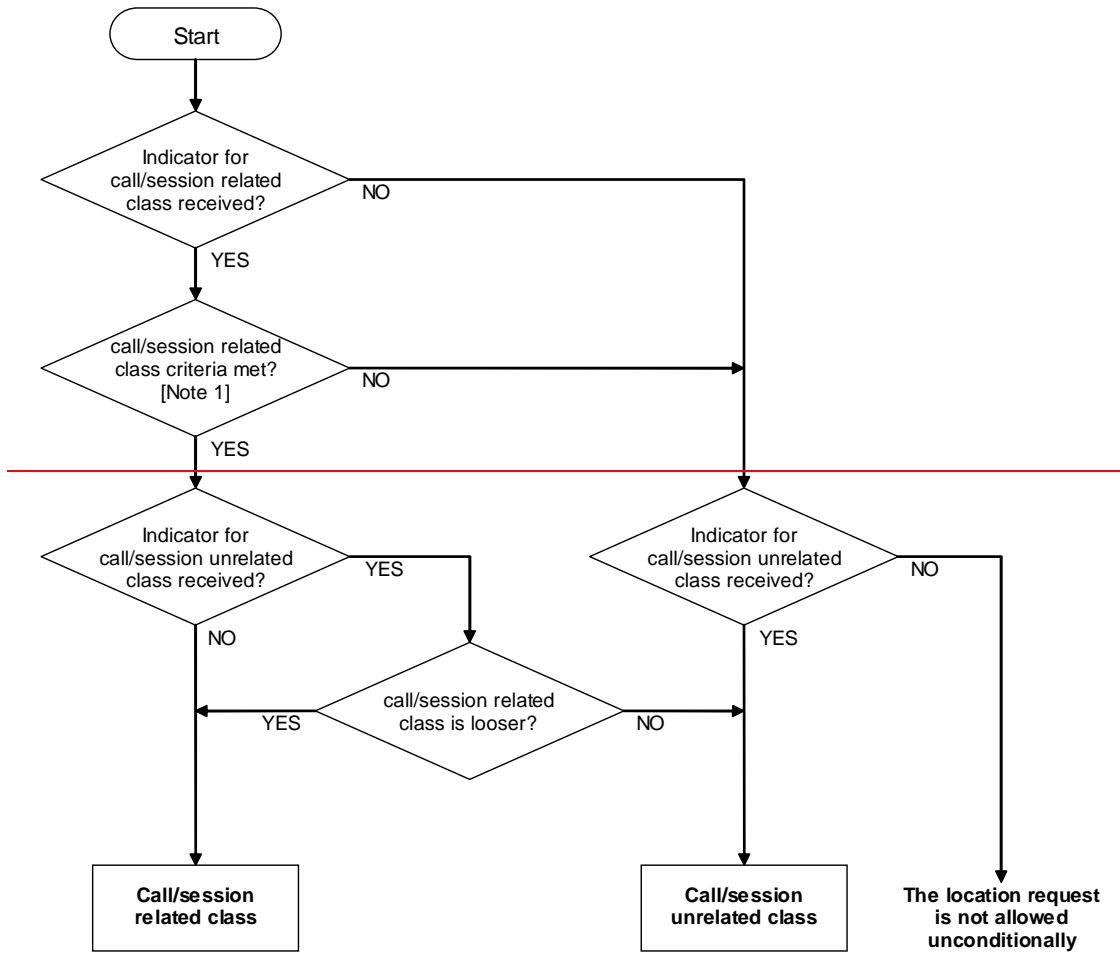 Start
Indicator for
call/session related
class received?
NO
YES
call/session related
class criteria met?
[Note 1]
NO
YES
Indicator for
call/session unrelated
class received?
YES
NO
Indicator for
call/session unrelated
class received?
NO
YES
call/session related
class is looser?
YES
NO
Call/session
related class
Call/session
unrelated class
The location request
is not allowed
unconditionally